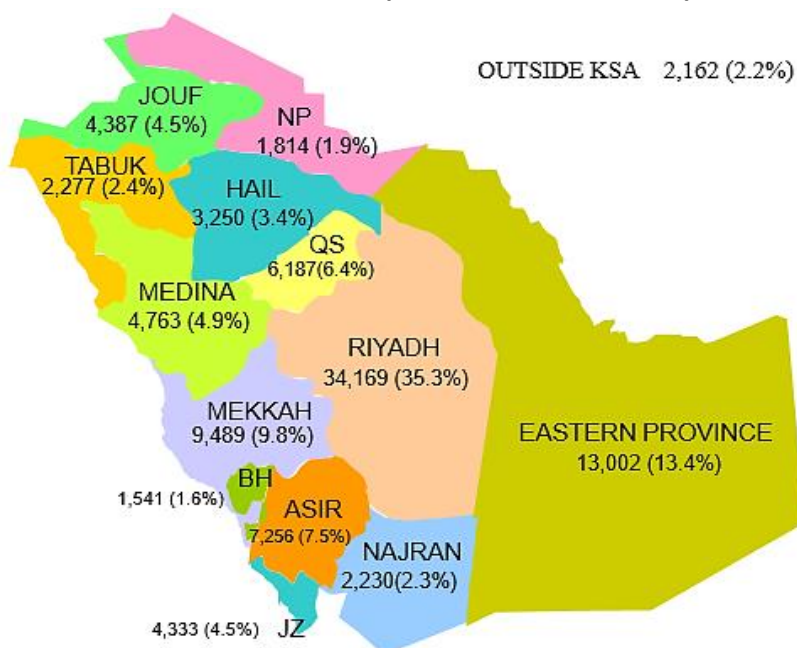 OUTSIDE KSA 2,162 (2.2%)
JOUF
4,387 (4.5%)
NP
1,814 (1.9%)
TABUK
2,277 (2.4%)
HAIL
3,250 (3.4%)
QS
6,187(6.4%)
MEDINA
4,763 (4.9%)
RIYADH
34,169 (35.3%)
MEKKAH
9,489 (9.8%)
EASTERN PROVINCE
13,002 (13.4%)
BH
1,541 (1.6%)
ASIR
7,256 (7.5%)
NAJRAN
2,230(2.3%)
4,333 (4.5%) JZ